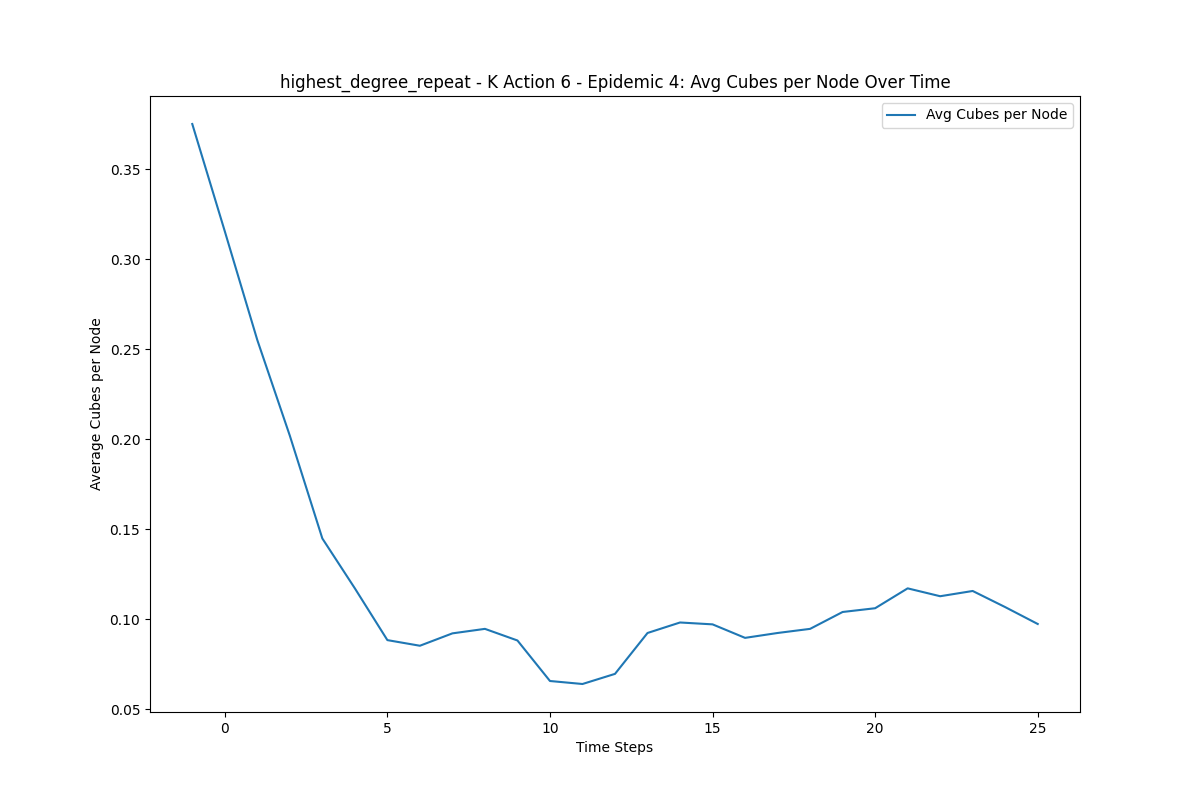 highest_degree_repeat - K Action 6 - Epidemic 4: Avg Cubes per Node Over Time
Avg Cubes per Node
0.35
0.30
0.25
0.20
0.15
0.10
0.05
Average Cubes per Node
0 5 10 15 20 25
Time Steps